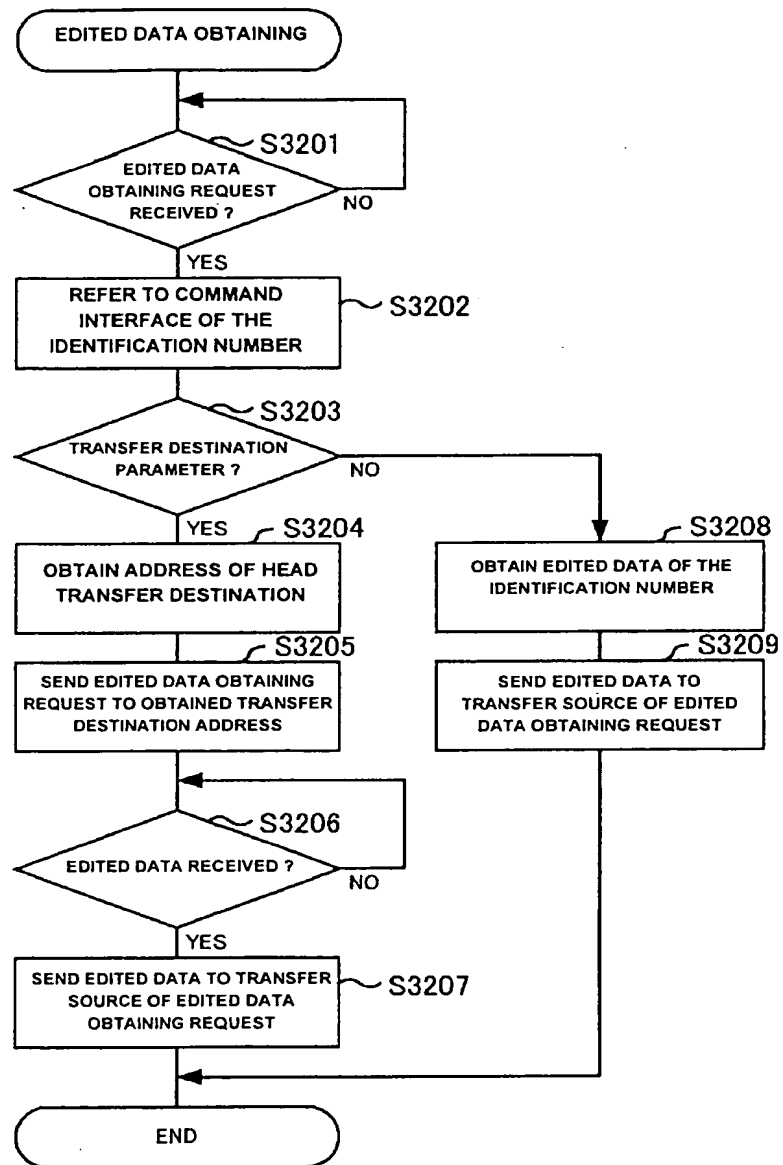 EDITED DATA OBTAINING
S3201
EDITED DATA
OBTAINING REQUEST
RECEIVED ?
NO
YES
REFER TO COMMAND
INTERFACE OF THE
IDENTIFICATION NUMBER
S3202
S3203
TRANSFER DESTINATION
PARAMETER ?
NO
YES
S3204
OBTAIN ADDRESS OF HEAD
TRANSFER DESTINATION
S3205
SEND EDITED DATA OBTAINING
REQUEST TO OBTAINED TRANSFER
DESTINATION ADDRESS
S3206
EDITED DATA RECEIVED ?
NO
YES
SEND EDITED DATA TO TRANSFER
SOURCE OF EDITED DATA
OBTAINING REQUEST
S3207
S3208
OBTAIN EDITED DATA OF THE
IDENTIFICATION NUMBER
S3209
SEND EDITED DATA TO
TRANSFER SOURCE OF EDITED
DATA OBTAINING REQUEST
END